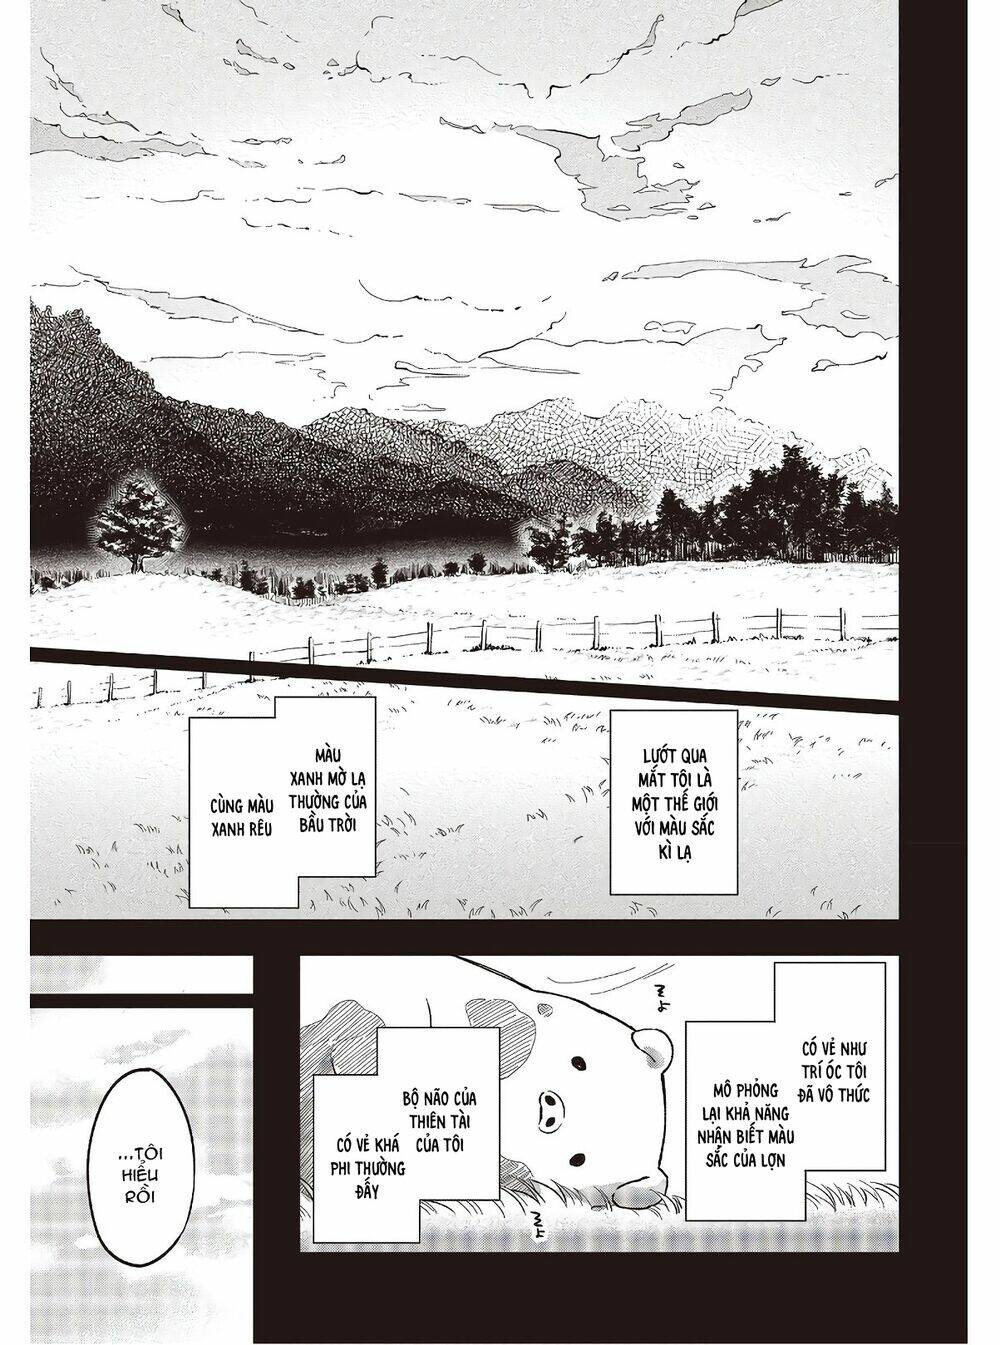 LƯỚT QUA
MẮT TÔI LÀ
MỘT THẾ GIỚI
VỚI MÀU SẮC
KÌ LẠ
MÀU
XANH MỜ LẠ
THƯỜNG CỦA
BẦU TRỜI
CÙNG MÀU
XANH RÊU
CÓ VẺ NHƯ
TRÍ ÓC TÔI
ĐÃ VÔ THỨC
MÔ PHỎNG
LẠI KHẢ NĂNG
NHẬN BIẾT MÀU
SẮC CỦA LỢN
BỘ NÃO CỦA
THIÊN TÀI
CỦA TÔI
CÓ VẺ KHÁ
PHI THƯỜNG
ĐẤY
...TÔI
HIỂU
RỒI